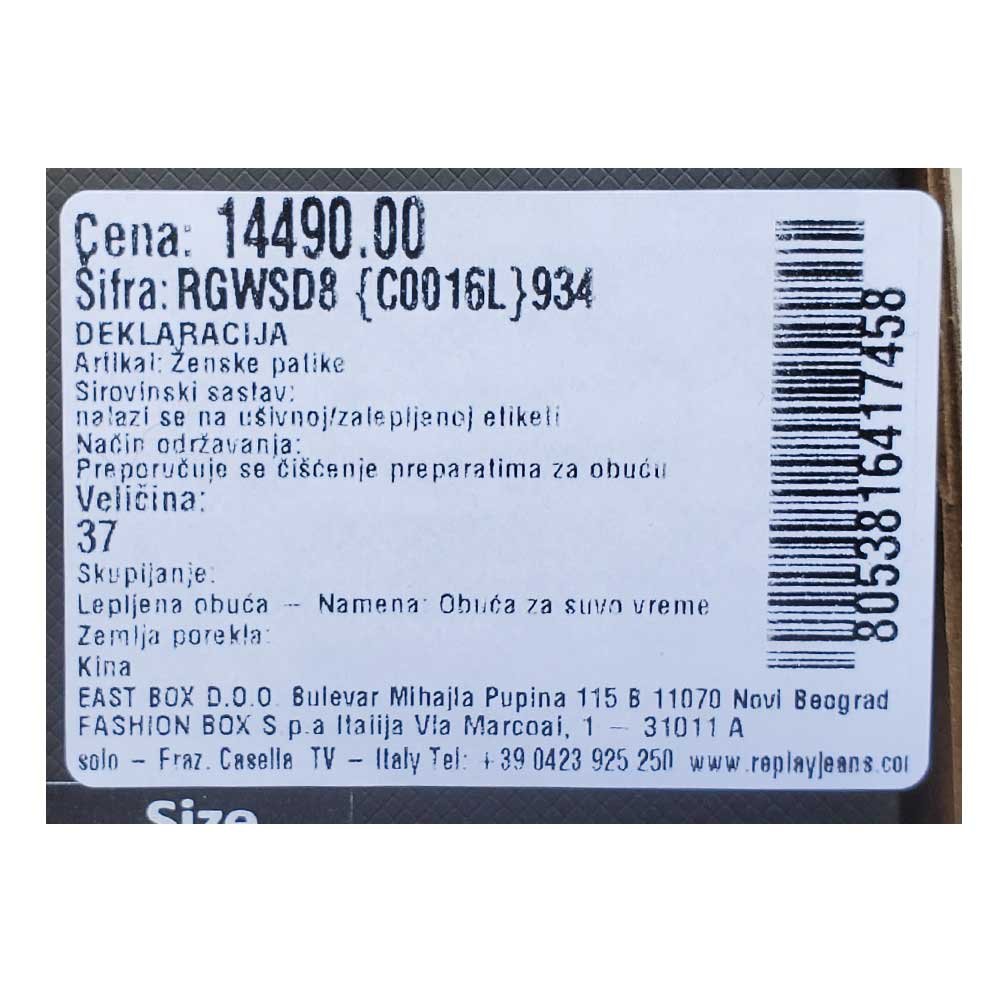 Cena: 14490.00
Šifra: RGWSD8 {C0016L}934
DEKLARACIJA
Artikal: Ženske patike
Sirovinski sastav:
nalazi se na ušivnoj/zalepljenoj etiketi
Način održavanja:
Preporučuje se čišćenje preparatima za obuću
Veličina:
37
Skupljanje:
Lepljena obuća – Namena: Obuća za suvo vreme
Zemlja porekla:
Kina
EAST BOX D.O.O. Bulevar Mihajla Pupina 115 B 11070 Novi Beograd
FASHION BOX S.p.a Italija Via Marcoai, 1 – 31011 A
solo – Fraz. Casella TV – Italy Tel: +39 0423 925 250 www.replayjeans.co
8053816417458
Size